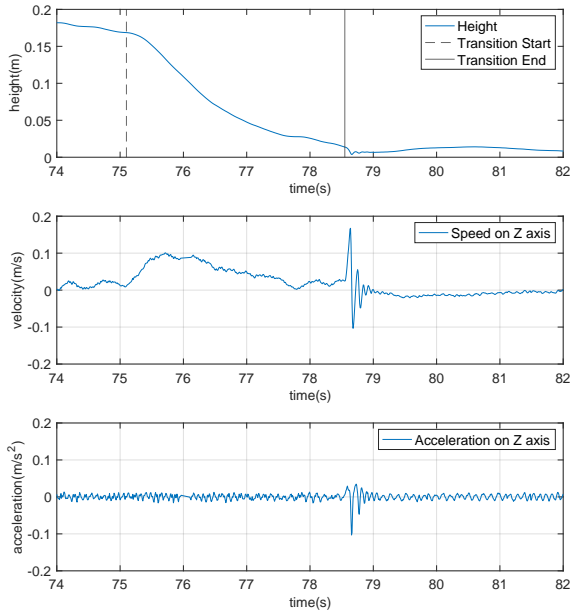 0.2
0.15
0.1
0.05
0
height(m)
Height
Transition Start
Transition End
74 75 76 77 78 79 80 81 82
time(s)
0.2
0.1
0
-0.1
-0.2
velocity(m/s)
Speed on Z axis
74 75 76 77 78 79 80 81 82
time(s)
0.2
0.1
0
-0.1
-0.2
acceleration(m/s²)
Acceleration on Z axis
74 75 76 77 78 79 80 81 82
time(s)